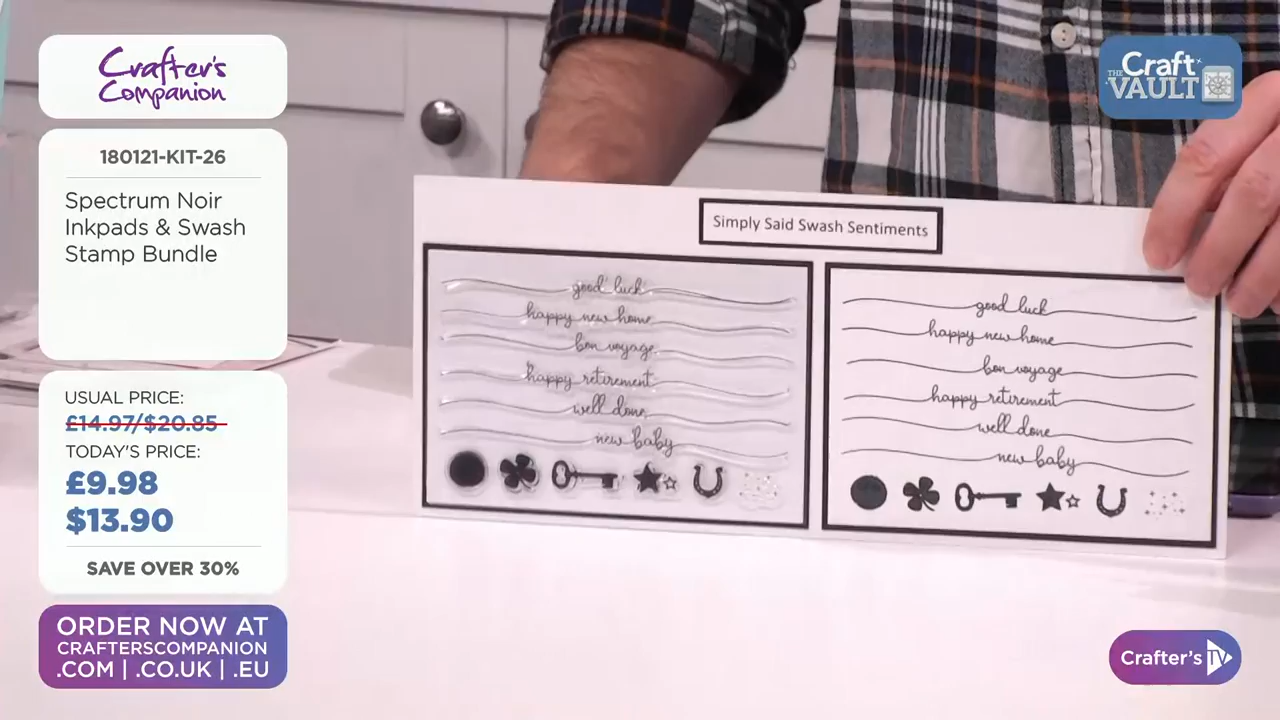 Crafter's
Companion
180121-KIT-26
Spectrum Noir
Inkpads & Swash
Stamp Bundle
USUAL PRICE:
£14.97/$20.85
TODAY'S PRICE:
£9.98
$13.90
SAVE OVER 30%
ORDER NOW AT
CRAFTERSCOMPANION
.COM | .CO.UK | .EU
THE Craft
VAULT
Simply Said Swash Sentiments
good luck
happy new home
bon voyage
happy retirement
well done
new baby
good luck
happy new home
bon voyage
happy retirement
well done
new baby
Crafter's TV